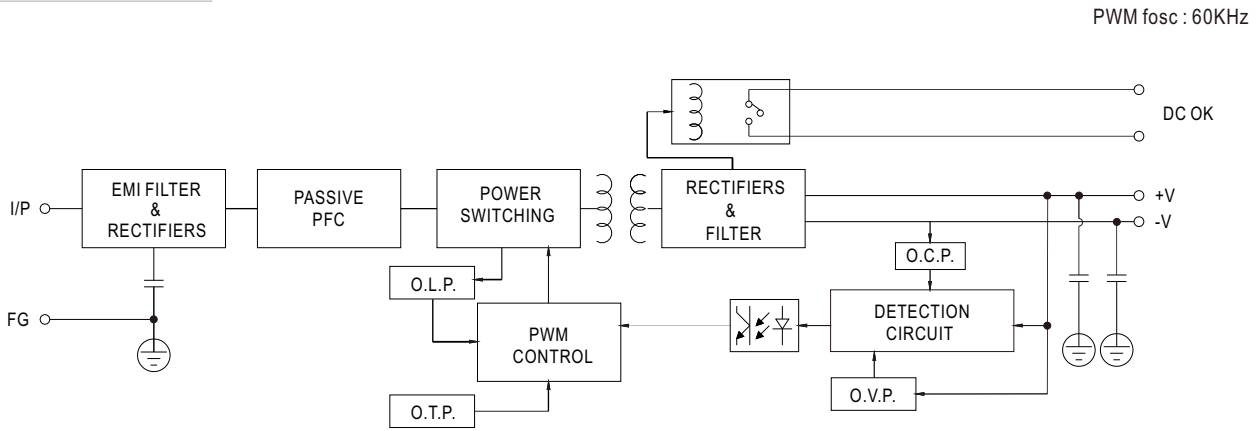 PWM fosc : 60KHz
DC OK
I/P
EMI FILTER
&
RECTIFIERS
PASSIVE
PFC
POWER
SWITCHING
RECTIFIERS
&
FILTER
+V
-V
O.C.P.
O.L.P.
FG
PWM
CONTROL
DETECTION
CIRCUIT
O.T.P.
O.V.P.